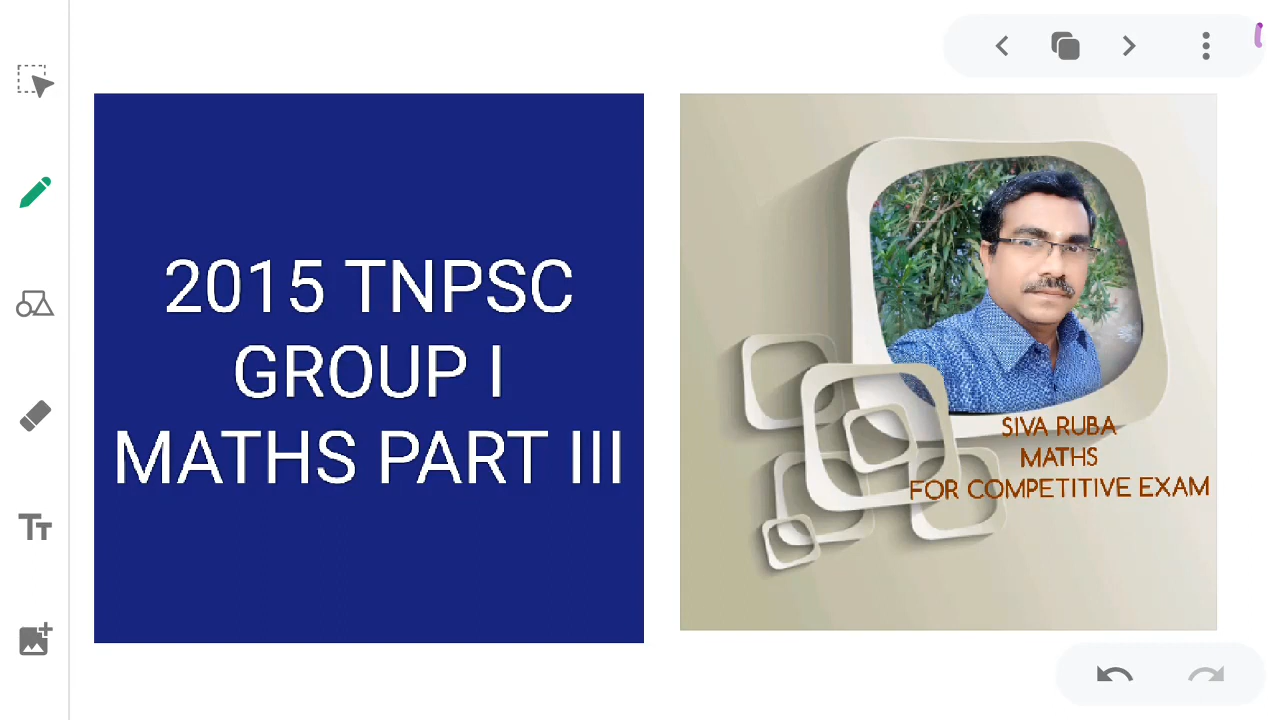 2015 TNPSC
GROUP I
MATHS PART III
SIVA RUBA
MATHS
FOR COMPETITIVE EXAM